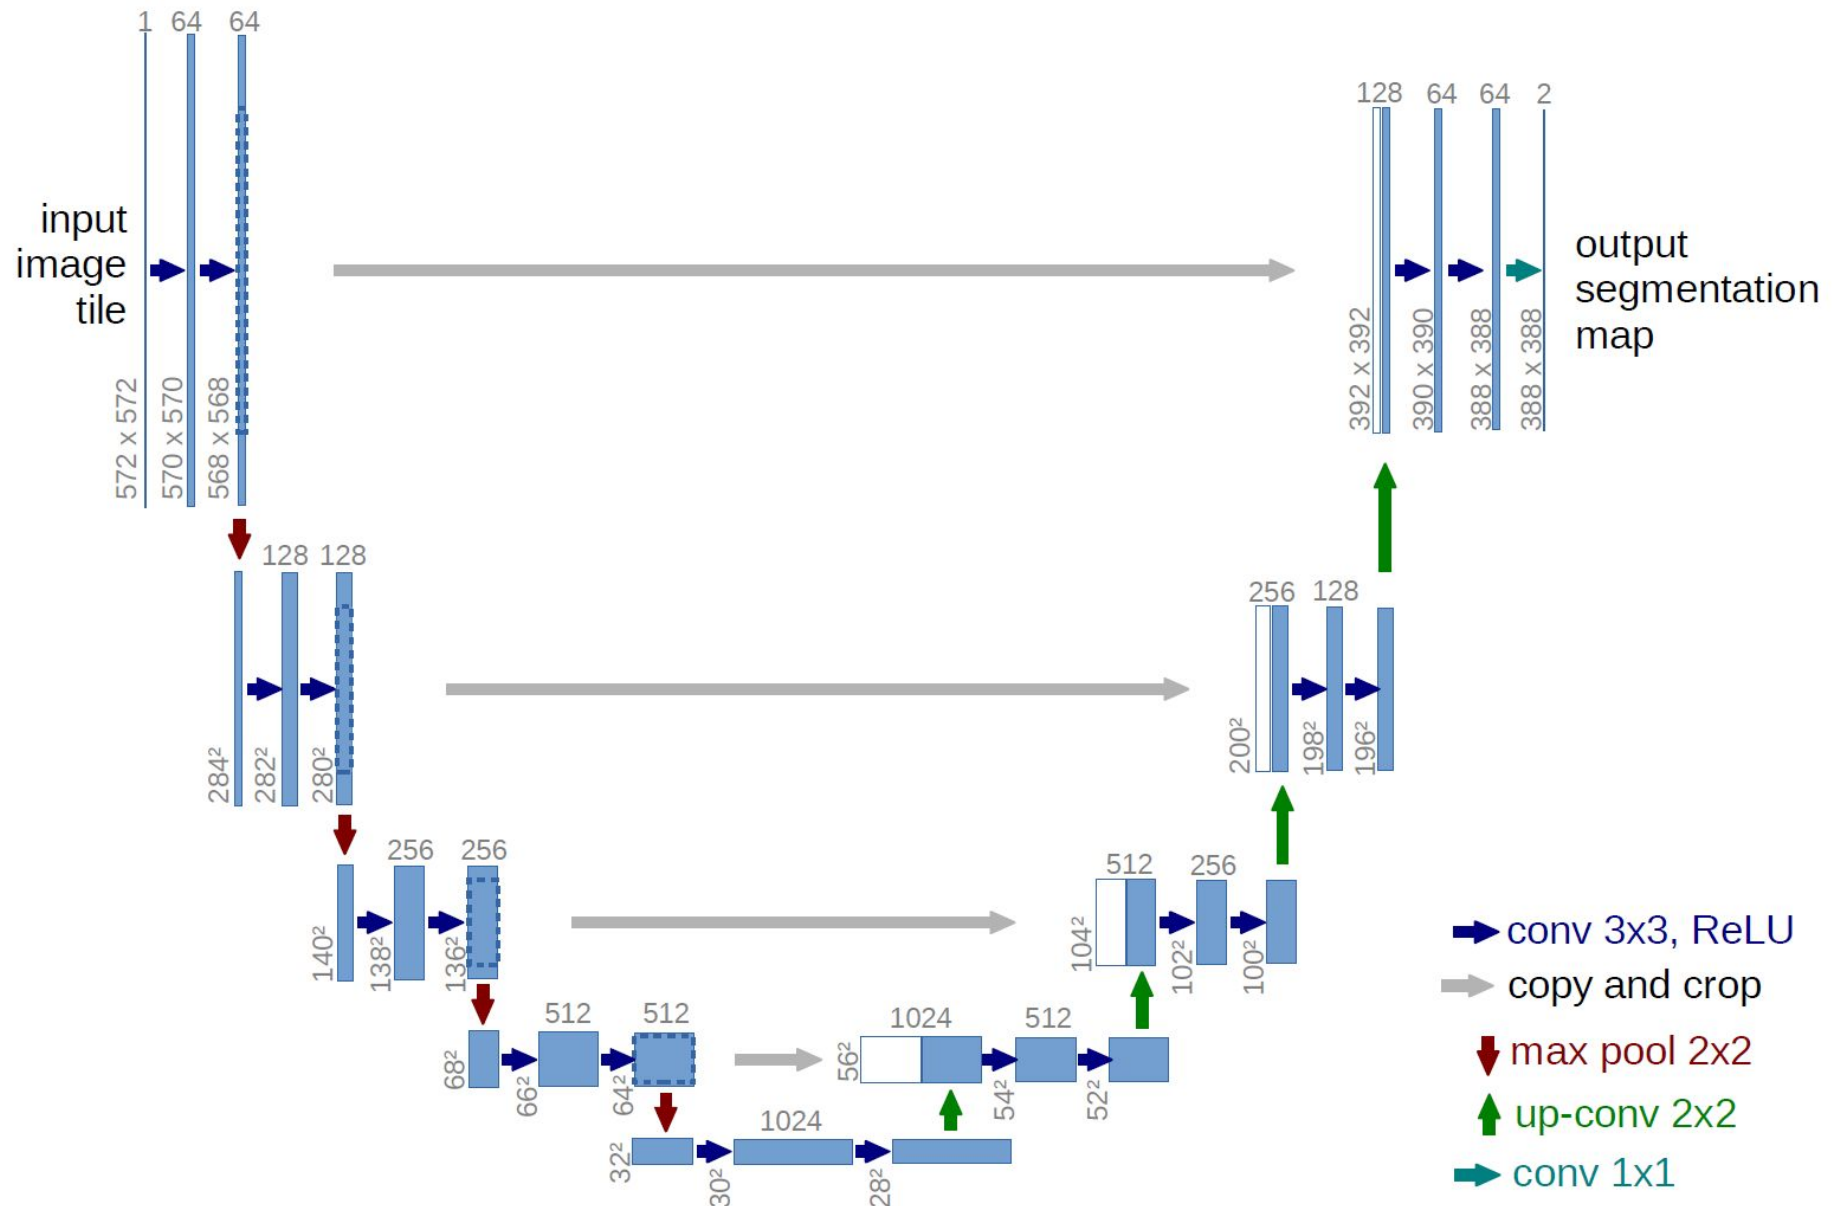 1 64 64
input
image
tile
572 x 572
570 x 570
568 x 568
128 64 64 2
392 x 392
390 x 390
388 x 388
388 x 388
output
segmentation
map
128 128
284²
282²
280²
256 128
200²
198²
196²
256 256
140²
138²
136²
512 256
104²
102²
100²
512 512
68²
66²
64²
1024 512
56²
54²
52²
1024
32²
30²
28²
conv 3x3, ReLU
copy and crop
max pool 2x2
up-conv 2x2
conv 1x1